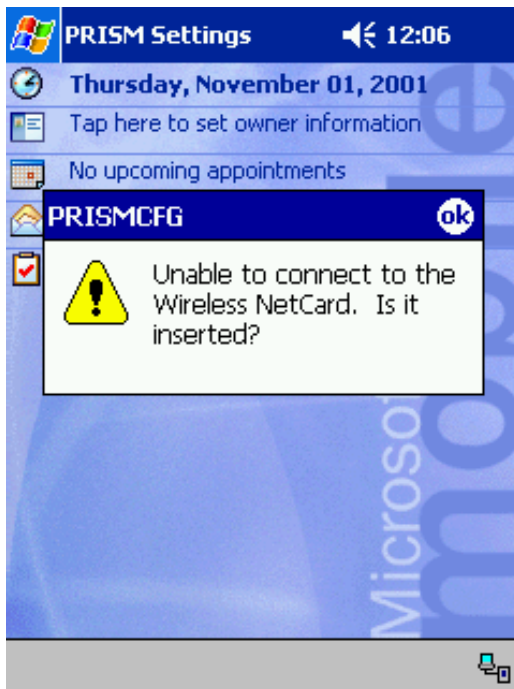 PRISM Settings 12:06
Thursday, November 01, 2001
Tap here to set owner information
No upcoming appointments
PRISMCFG ok
Unable to connect to the
Wireless NetCard. Is it
inserted?
Microsoft
mobile